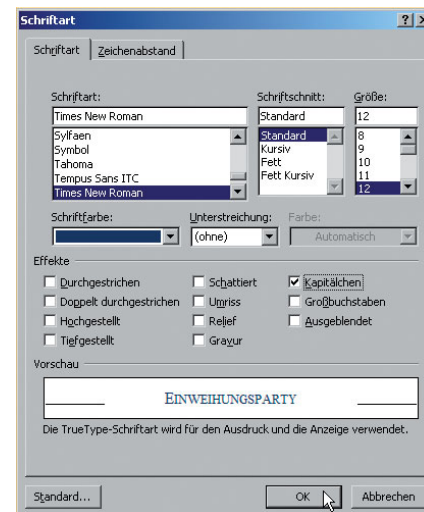 Schriftart
Schriftart Zeichenabstand
Schriftart: Schriftschnitt: Größe:
Times New Roman Standard 12
Sylfaen Standard 8
Symbol Kursiv 9
Tahoma Fett 10
Tempus Sans ITC Fett Kursiv 11
Times New Roman 12
Schriftfarbe: Unterstreichung: Farbe:
(ohne) Automatisch
Effekte
Durchgestrichen Schattiert Kapitälchen
Doppelt durchgestrichen Umriss Großbuchstaben
Hochgestellt Relief Ausgeblendet
Tiefgestellt Gravur
Vorschau
EINWEIHUNGSPARTY
Die TrueType-Schriftart wird für den Ausdruck und die Anzeige verwendet.
Standard... OK Abbrechen